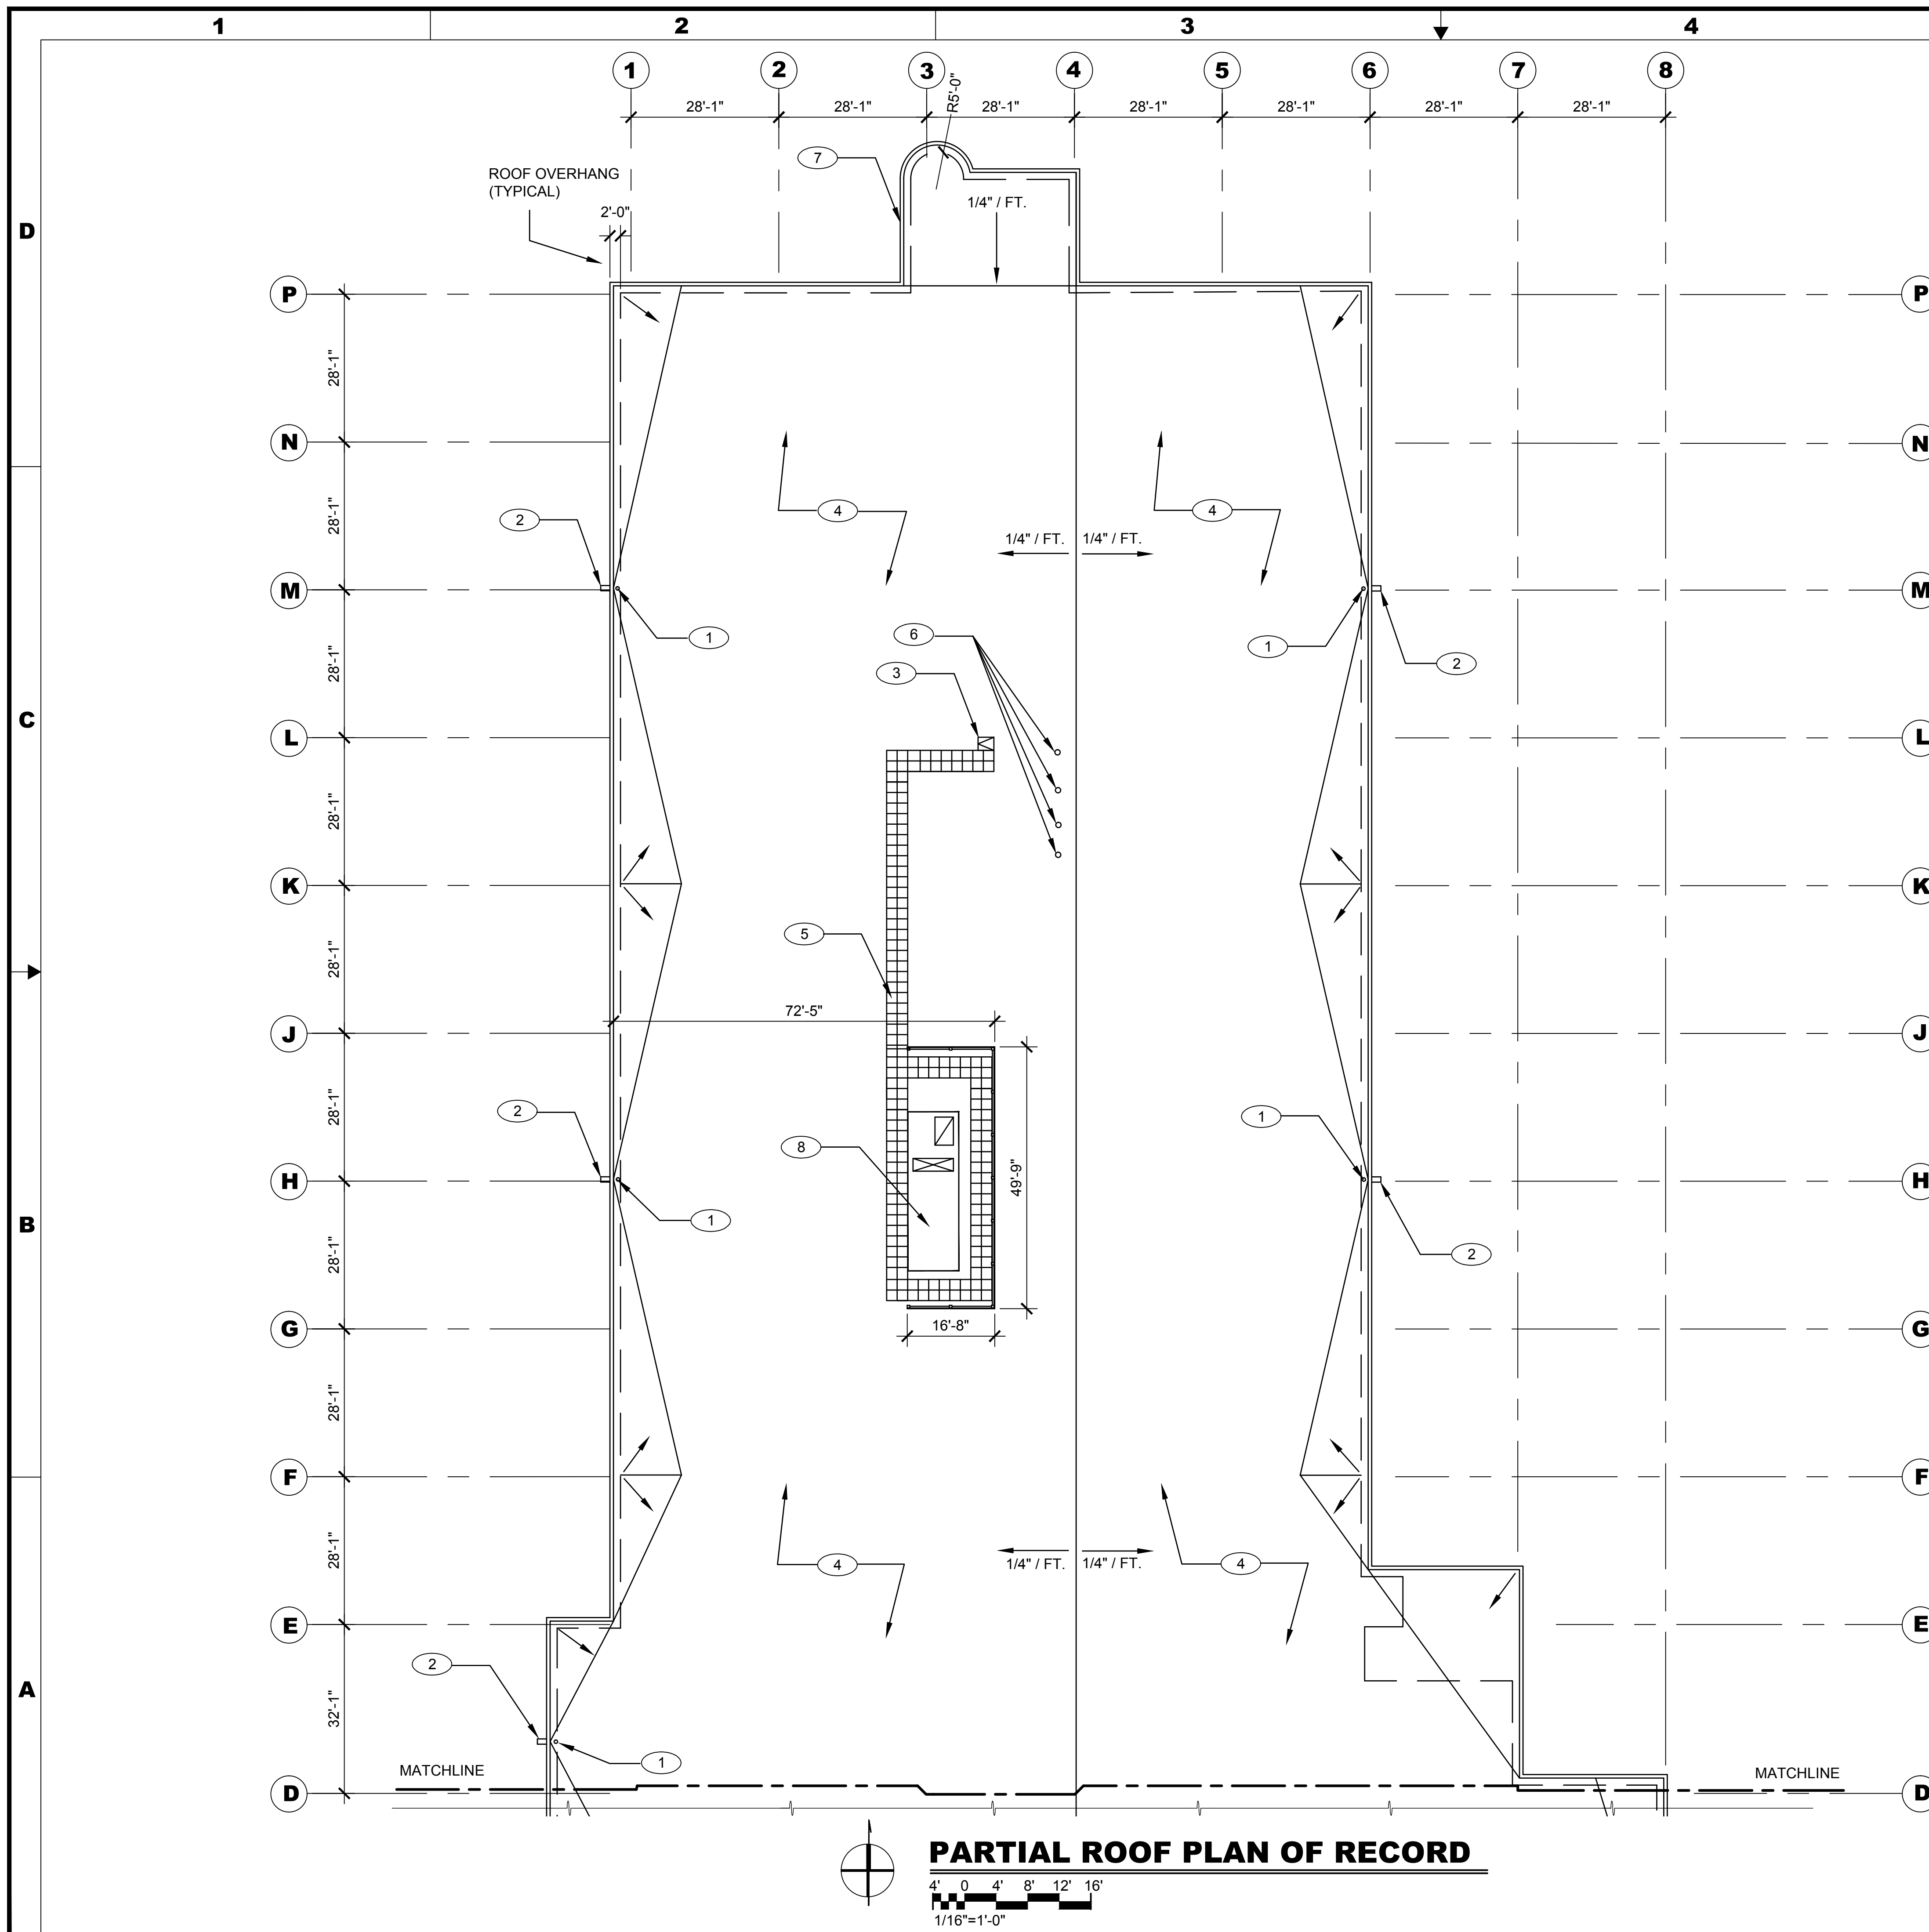 1 2 3 4
1 2 3 4 5 6 7 8
28'-1" 28'-1" 28'-1" 28'-1" 28'-1" 28'-1" 28'-1"
R5'-0"
7
ROOF OVERHANG
(TYPICAL)
2'-0"
1/4" / FT.
D
P P
28'-1"
N N
28'-1"
2 4 4
1/4" / FT. 1/4" / FT.
M M
1 6 1 2
28'-1"
3
C
L L
28'-1"
K K
5
28'-1"
72'-5"
J J
28'-1"
2 1
8
49'-9"
H H
B
1 2
28'-1"
G G
16'-8"
28'-1"
F F
28'-1"
4 4
1/4" / FT. 1/4" / FT.
E E
2
A
32'-1"
1
MATCHLINE MATCHLINE
D D
PARTIAL ROOF PLAN OF RECORD
4' 0 4' 8' 12' 16'
1/16"=1'-0"